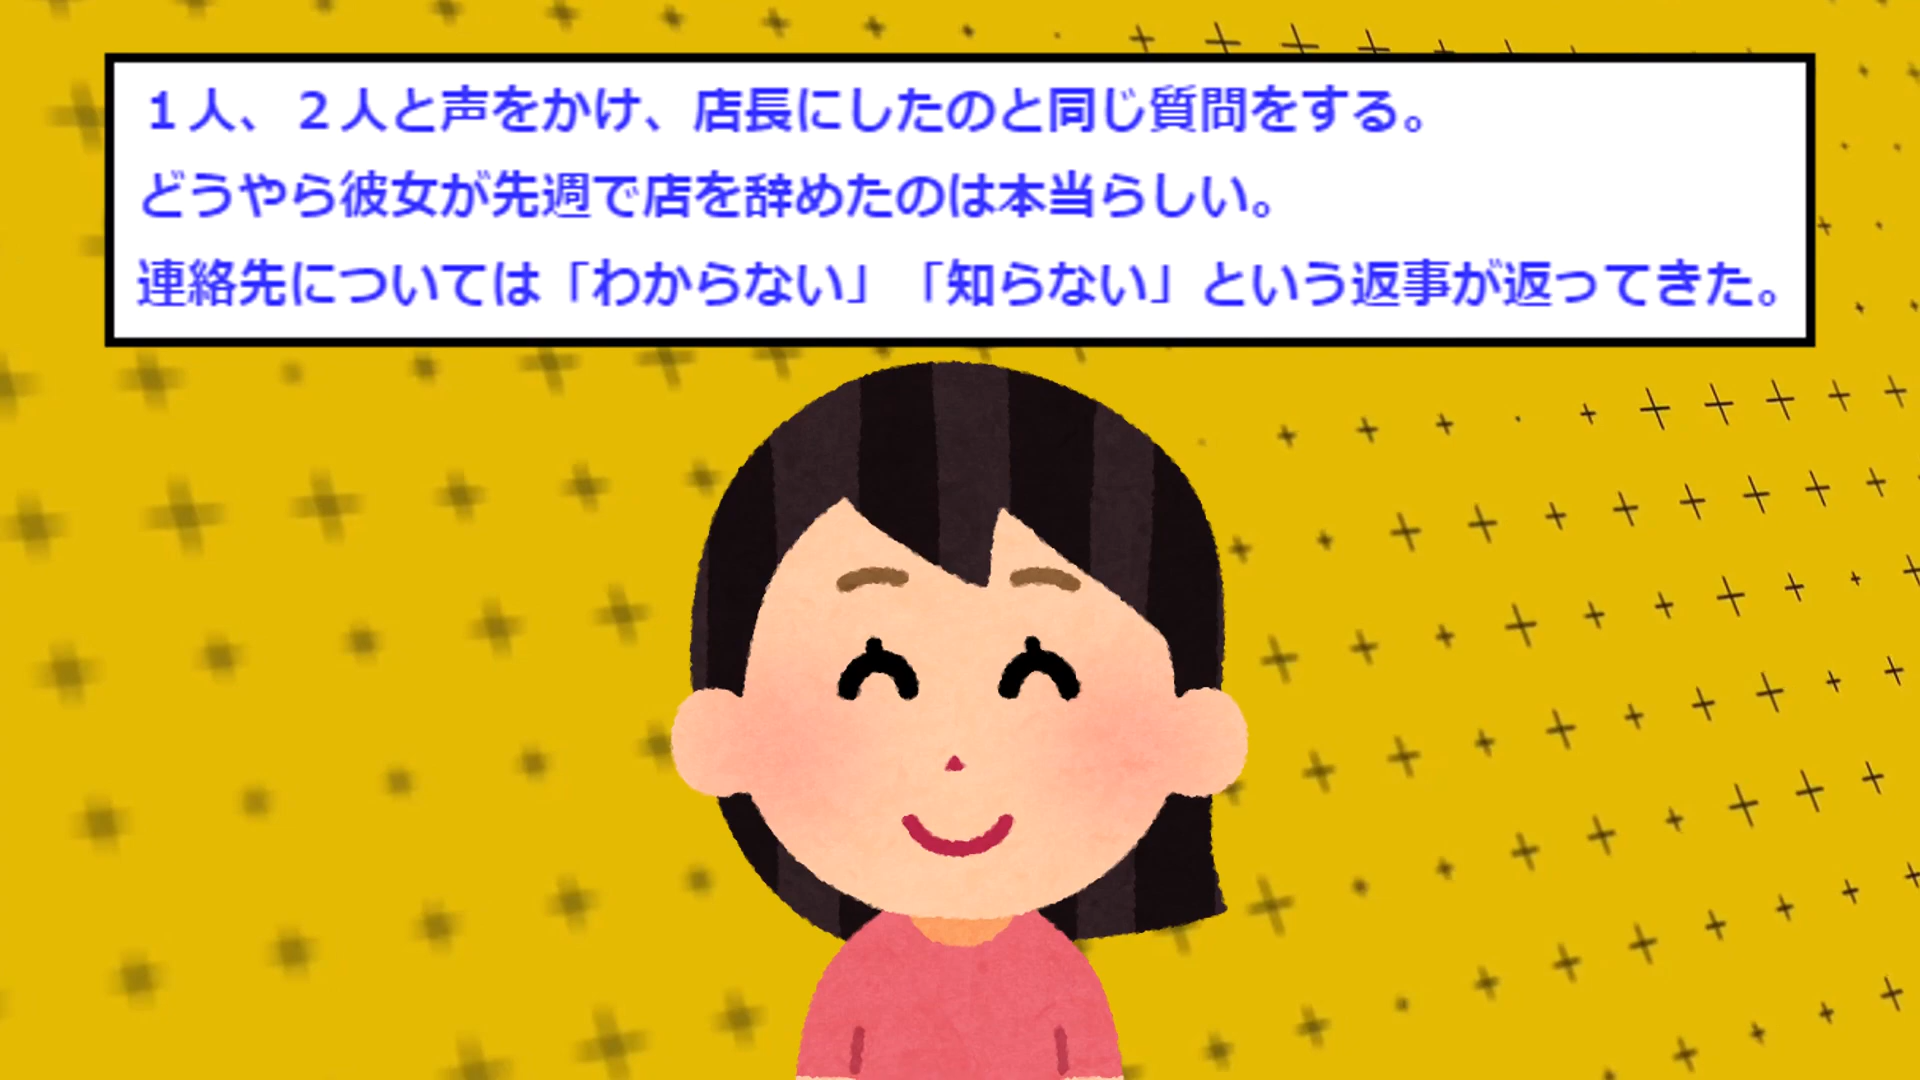 １人、２人と声をかけ、店長にしたのと同じ質問をする。
どうやら彼女が先週で店を辞めたのは本当らしい。
連絡先については「わからない」「知らない」という返事が返ってきた。